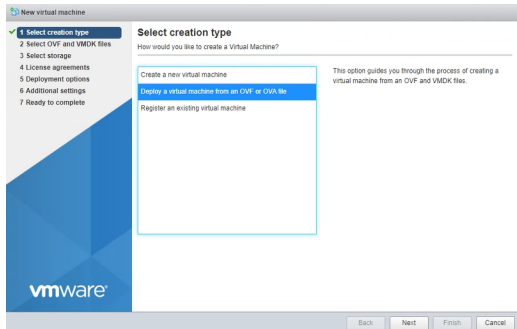 New virtual machine
1 Select creation type
2 Select OVF and VMDK files
3 Select storage
4 License agreements
5 Deployment options
6 Additional settings
7 Ready to complete
Select creation type
How would you like to create a Virtual Machine?
Create a new virtual machine
Deploy a virtual machine from an OVF or OVA file
Register an existing virtual machine
This option guides you through the process of creating a
virtual machine from an OVF and VMDK files.
vmware®
Back Next Finish Cancel